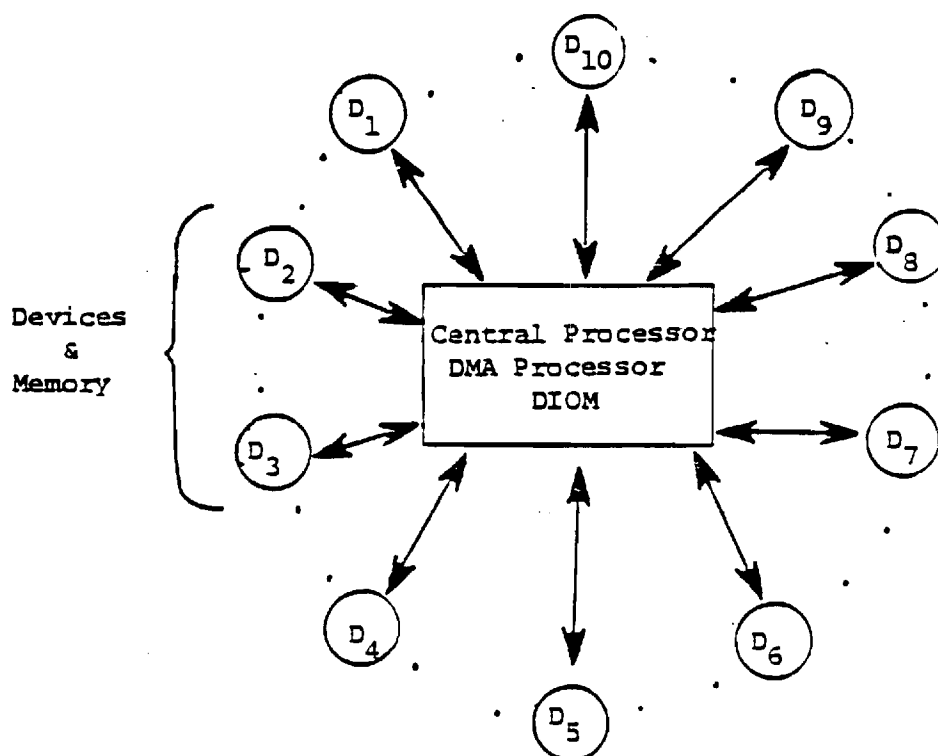 D10
D1
D9
D2
D8
Devices
&
Memory
Central Processor
DMA Processor
DIOM
D3
D7
D4
D6
D5